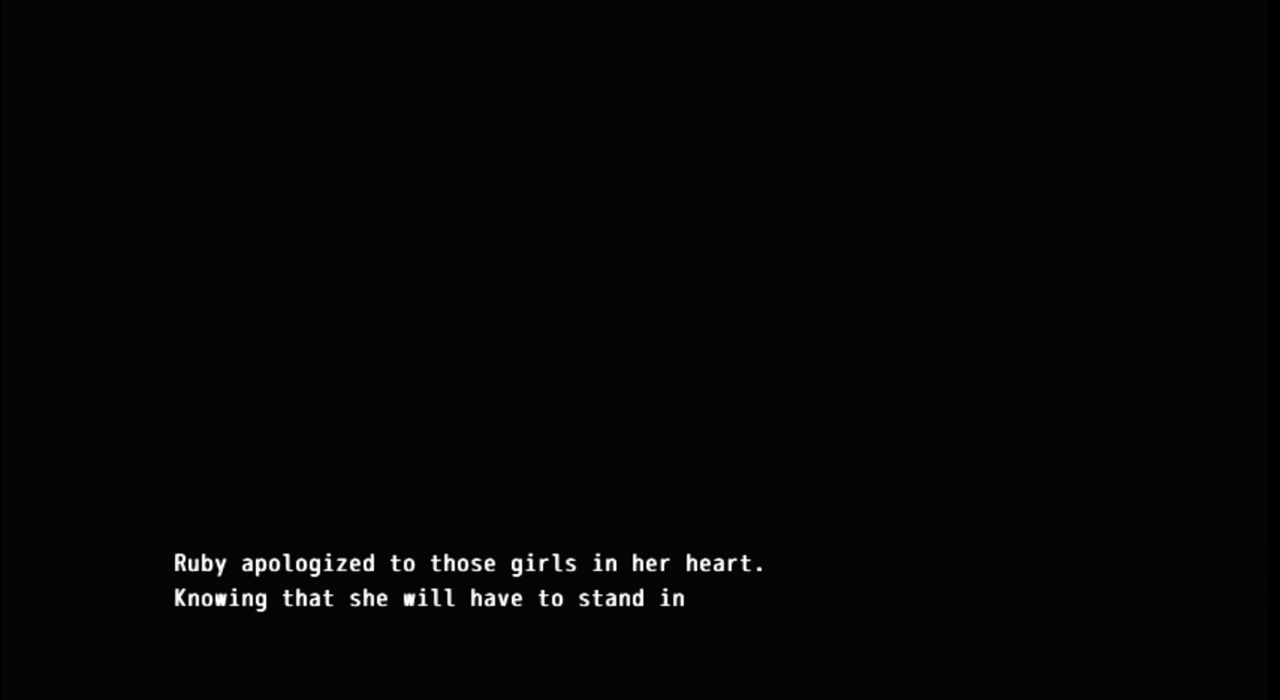 Ruby apologized to those girls in her heart.
Knowing that she will have to stand in